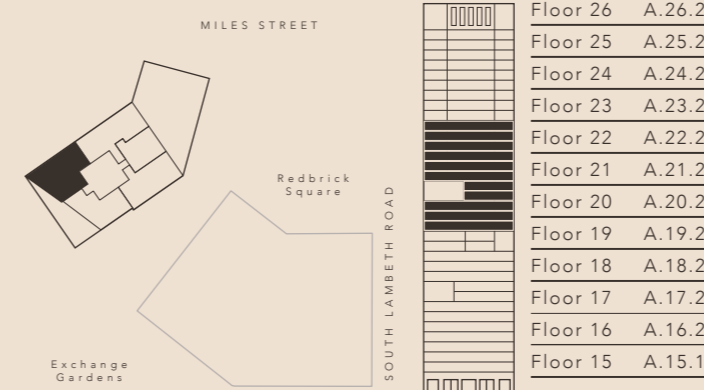 MILES STREET
Redbrick
Square
SOUTH LAMBETH ROAD
Exchange
Gardens
Floor 26 A.26.2
Floor 25 A.25.2
Floor 24 A.24.2
Floor 23 A.23.2
Floor 22 A.22.2
Floor 21 A.21.2
Floor 20 A.20.2
Floor 19 A.19.2
Floor 18 A.18.2
Floor 17 A.17.2
Floor 16 A.16.2
Floor 15 A.15.1